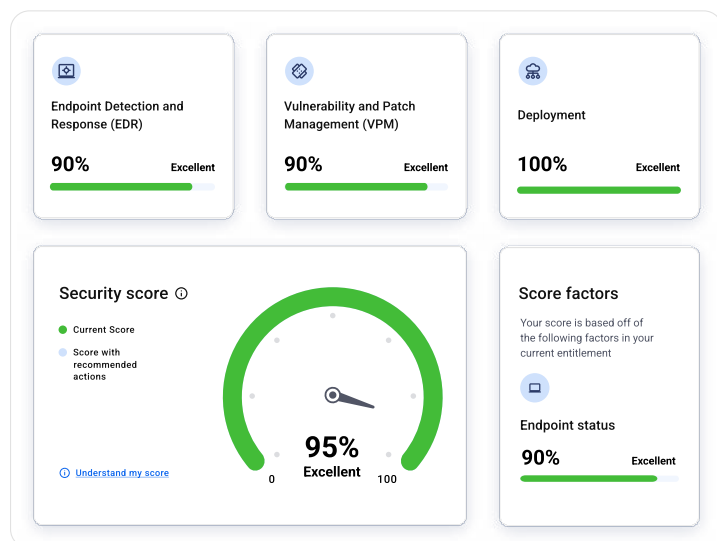 Endpoint Detection and
Response (EDR)
90%
Excellent
Vulnerability and Patch
Management (VPM)
90%
Excellent
Deployment
100%
Excellent
Security score
Current Score
Score with
recommended
actions
Understand my score
95%
Excellent
0
100
Score factors
Your score is based off of
the following factors in your
current entitlement
Endpoint status
90%
Excellent